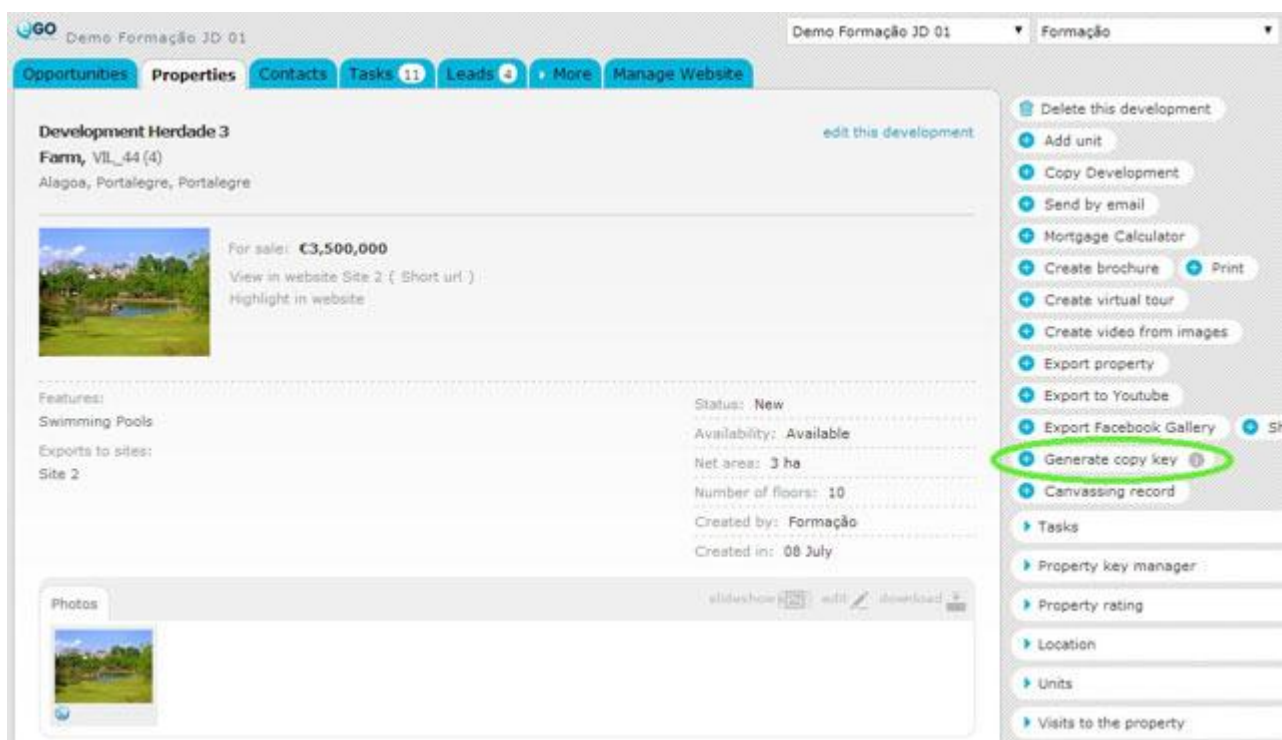 eGO Demo Formação JD 01
Demo Formação JD 01 Formação
Opportunities Properties Contacts Tasks 11 Leads 4 More Manage Website
Development Herdade 3
edit this development
Farm, VIL_44 (4)
Alagoa, Portalegre, Portalegre
For sale: €3,500,000
View in website Site 2 ( Short url )
Highlight in website
Features:
Swimming Pools
Exports to sites:
Site 2
Status: New
Availability: Available
Net area: 3 ha
Number of floors: 10
Created by: Formação
Created in: 08 July
Photos
slideshow edit download
Delete this development
Add unit
Copy Development
Send by email
Mortgage Calculator
Create brochure Print
Create virtual tour
Create video from images
Export property
Export to Youtube
Export Facebook Gallery Sh
Generate copy key
Canvassing record
Tasks
Property key manager
Property rating
Location
Units
Visits to the property